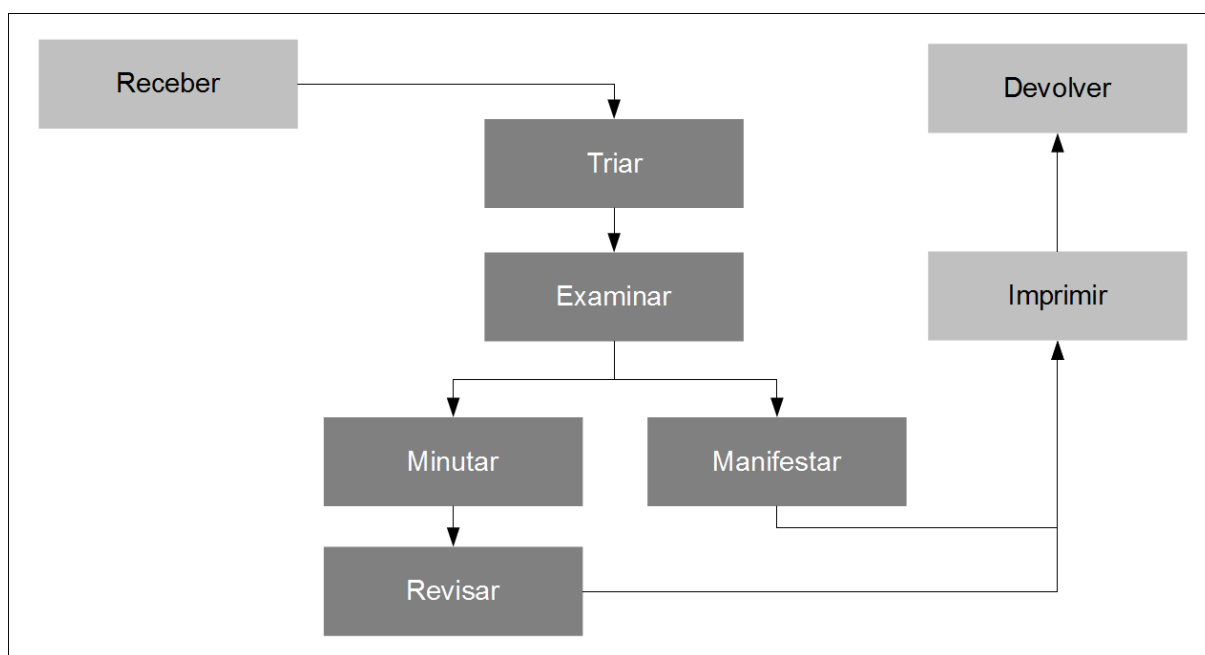 Receber
Devolver
Triar
Examinar
Imprimir
Minutar
Manifestar
Revisar